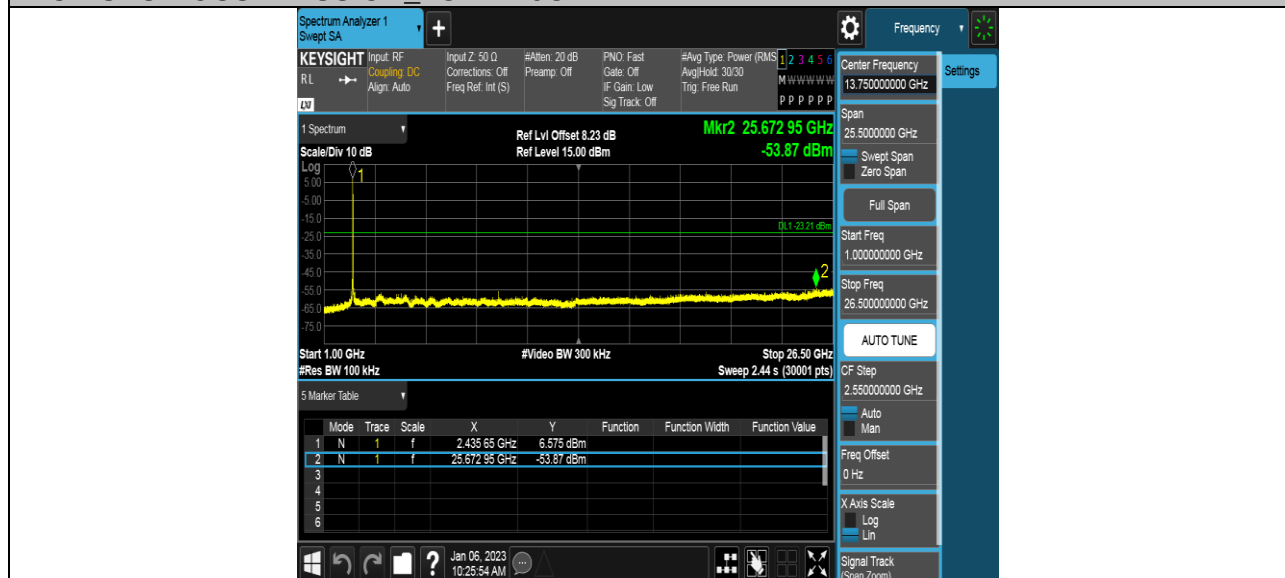 Spectrum Analyzer 1
Swept SA
+
Frequency
KEYSIGHT
RL
LXI
Input: RF
Coupling: DC
Align: Auto
Input Z: 50 Ω
Corrections: Off
Freq Ref: Int (S)
#Atten: 20 dB
Preamp: Off
PNO: Fast
Gate: Off
IF Gain: Low
Sig Track: Off
#Avg Type: Power (RMS
Avg|Hold: 30/30
Trig: Free Run
1 2 3 4 5 6
M W W W W W
P P P P P P
Center Frequency
13.750000000 GHz
Settings
Span
25.5000000 GHz
Swept Span
Zero Span
Full Span
Start Freq
1.000000000 GHz
Stop Freq
26.500000000 GHz
AUTO TUNE
CF Step
2.550000000 GHz
Auto
Man
Freq Offset
0 Hz
X Axis Scale
Log
Lin
Signal Track
(Span Zoom)
1 Spectrum
Scale/Div 10 dB
Ref Lvl Offset 8.23 dB
Ref Level 15.00 dBm
Mkr2 25.672 95 GHz
-53.87 dBm
Log
5.00
-5.00
-15.0
-25.0
-35.0
-45.0
-55.0
-65.0
-75.0
1
DL1 -23.21 dBm
2
Start 1.00 GHz
#Video BW 300 kHz
Stop 26.50 GHz
#Res BW 100 kHz
Sweep 2.44 s (30001 pts)
5 Marker Table
Mode Trace Scale X Y Function Function Width Function Value
1 N 1 f 2.435 65 GHz 6.575 dBm
2 N 1 f 25.672 95 GHz -53.87 dBm
3
4
5
6
?
Jan 06, 2023
10:25:54 AM